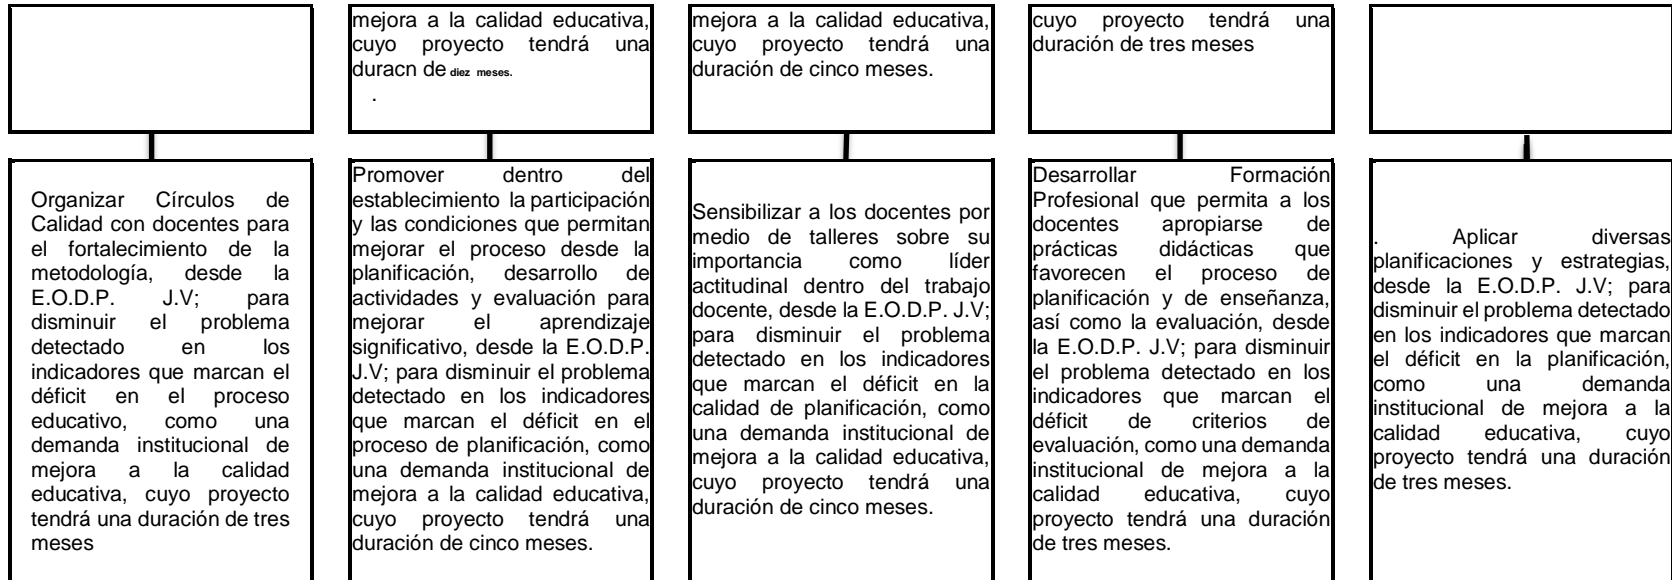 mejora a la calidad educativa,
cuyo proyecto tendrá una
duracn de diez meses.
.
mejora a la calidad educativa,
cuyo proyecto tendrá una
duración de cinco meses.
cuyo proyecto tendrá una
duración de tres meses
Organizar Círculos de
Calidad con docentes para
el fortalecimiento de la
metodología, desde la
E.O.D.P. J.V; para
disminuir el problema
detectado en los
indicadores que marcan el
déficit en el proceso
educativo, como una
demanda institucional de
mejora a la calidad
educativa, cuyo proyecto
tendrá una duración de tres
meses
Promover dentro del
establecimiento la participación
y las condiciones que permitan
mejorar el proceso desde la
planificación, desarrollo de
actividades y evaluación para
mejorar el aprendizaje
significativo, desde la E.O.D.P.
J.V; para disminuir el problema
detectado en los indicadores
que marcan el déficit en el
proceso de planificación, como
una demanda institucional de
mejora a la calidad educativa,
cuyo proyecto tendrá una
duración de cinco meses.
Sensibilizar a los docentes por
medio de talleres sobre su
importancia como líder
actitudinal dentro del trabajo
docente, desde la E.O.D.P. J.V;
para disminuir el problema
detectado en los indicadores
que marcan el déficit en la
calidad de planificación, como
una demanda institucional de
mejora a la calidad educativa,
cuyo proyecto tendrá una
duración de cinco meses.
Desarrollar Formación
Profesional que permita a los
docentes apropiarse de
prácticas didácticas que
favorecen el proceso de
planificación y de enseñanza,
así como la evaluación, desde
la E.O.D.P. J.V; para disminuir
el problema detectado en los
indicadores que marcan el
déficit de criterios de
evaluación, como una demanda
institucional de mejora a la
calidad educativa, cuyo
proyecto tendrá una duración
de tres meses.
. Aplicar diversas
planificaciones y estrategias,
desde la E.O.D.P. J.V; para
disminuir el problema detectado
en los indicadores que marcan
el déficit en la planificación,
como una demanda
institucional de mejora a la
calidad educativa, cuyo
proyecto tendrá una duración
de tres meses.